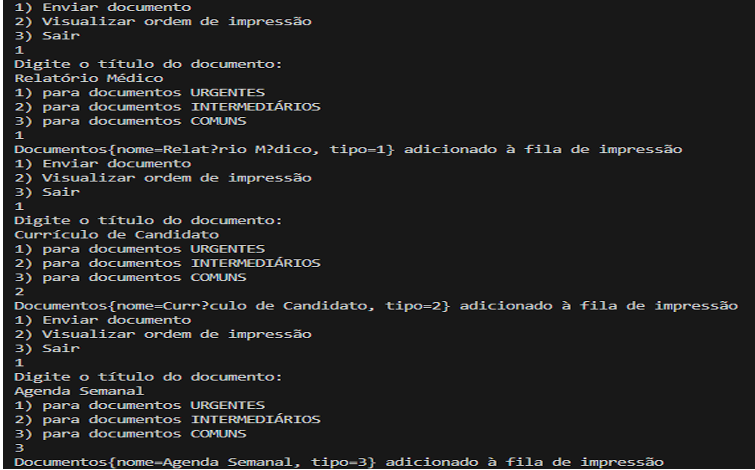 1) Enviar documento
2) Visualizar ordem de impressão
3) Sair
1
Digite o título do documento:
Relatório Médico
1) para documentos URGENTES
2) para documentos INTERMEDIÁRIOS
3) para documentos COMUNS
1
Documentos{nome=Relat?rio M?dico, tipo=1} adicionado à fila de impressão
1) Enviar documento
2) Visualizar ordem de impressão
3) Sair
1
Digite o título do documento:
Currículo de Candidato
1) para documentos URGENTES
2) para documentos INTERMEDIÁRIOS
3) para documentos COMUNS
2
Documentos{nome=Curr?culo de Candidato, tipo=2} adicionado à fila de impressão
1) Enviar documento
2) Visualizar ordem de impressão
3) Sair
1
Digite o título do documento:
Agenda Semanal
1) para documentos URGENTES
2) para documentos INTERMEDIÁRIOS
3) para documentos COMUNS
3
Documentos{nome=Agenda Semanal, tipo=3} adicionado à fila de impressão